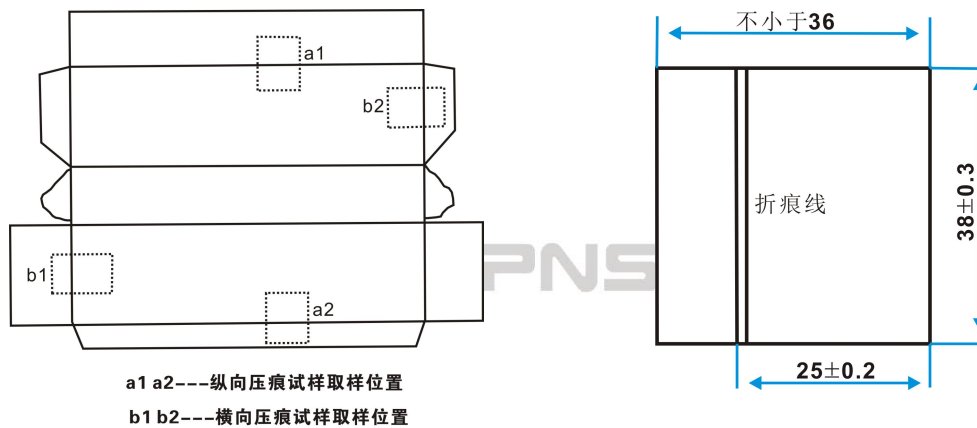 a1
b2
b1
a2
a1 a2---纵向压痕试样取样位置
b1 b2---横向压痕试样取样位置
PNS
不小于36
折痕线
38±0.3
25±0.2